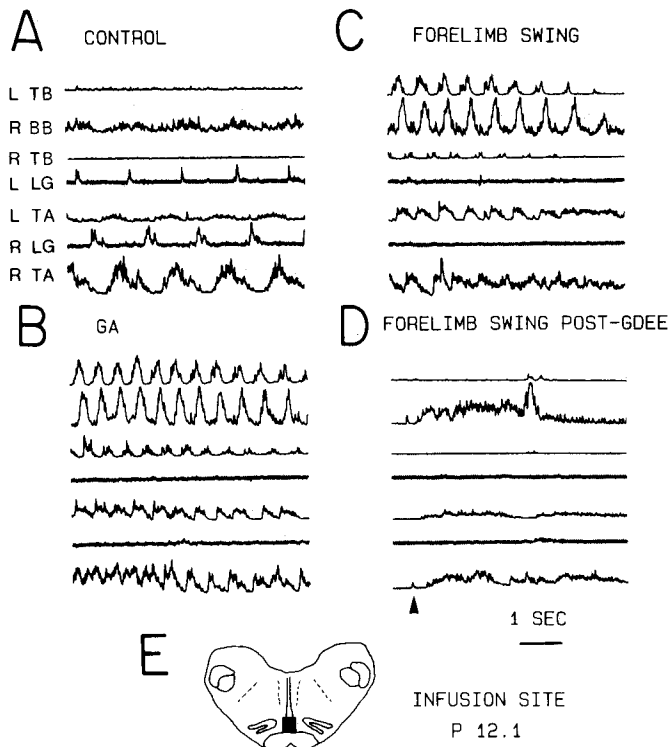 A CONTROL
L TB
R BB
R TB
L LG
L TA
R LG
R TA
B GA
C FORELIMB SWING
D FORELIMB SWING POST-GDEE
1 SEC
E
INFUSION SITE
P 12.1